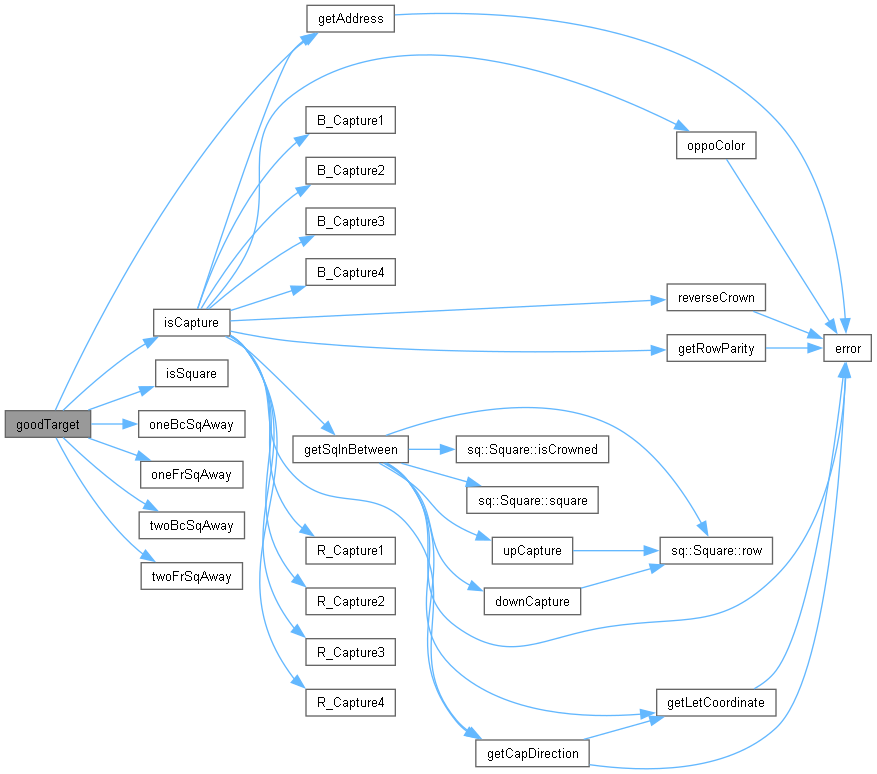 getAddress
B_Capture1
oppoColor
B_Capture2
B_Capture3
B_Capture4
reverseCrown
isCapture
getRowParity
error
isSquare
goodTarget
oneBcSqAway
getSqInBetween
sq::Square::isCrowned
oneFrSqAway
sq::Square::square
twoBcSqAway
R_Capture1
upCapture
sq::Square::row
twoFrSqAway
R_Capture2
downCapture
R_Capture3
R_Capture4
getLetCoordinate
getCapDirection